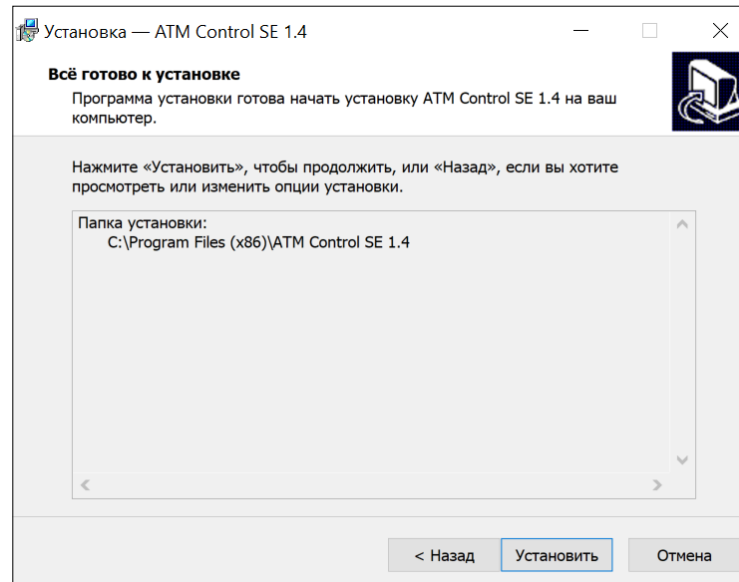 Установка — ATM Control SE 1.4
Всё готово к установке
Программа установки готова начать установку ATM Control SE 1.4 на ваш
компьютер.
Нажмите «Установить», чтобы продолжить, или «Назад», если вы хотите
просмотреть или изменить опции установки.
Папка установки:
C:\Program Files (x86)\ATM Control SE 1.4
< Назад
Установить
Отмена